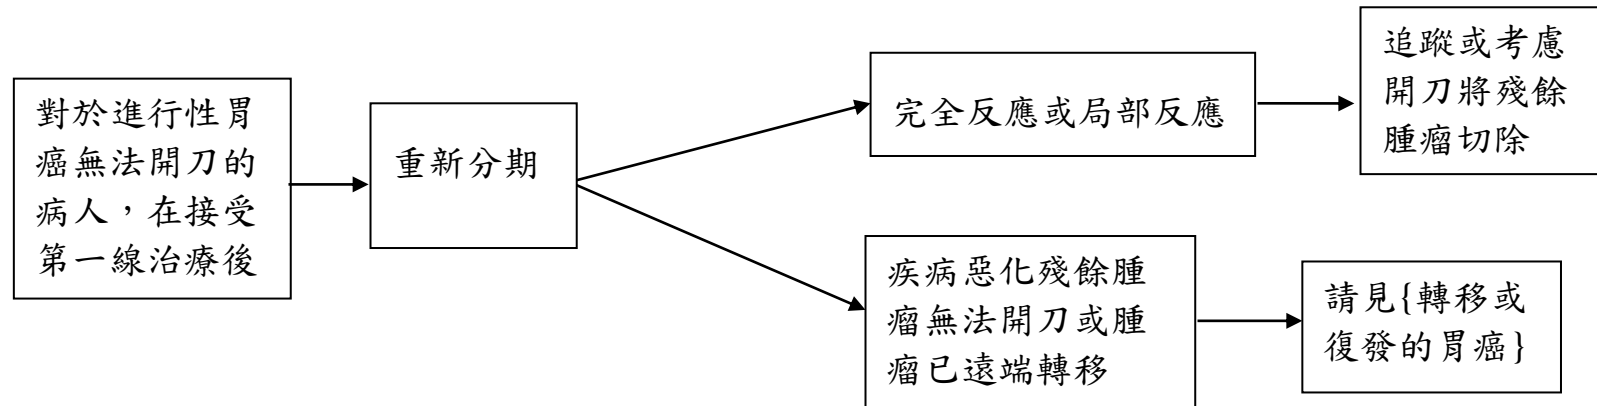 對於進行性胃
癌無法開刀的
病人，在接受
第一線治療後
重新分期
完全反應或局部反應
追蹤或考慮
開刀將殘餘
腫瘤切除
疾病惡化殘餘腫
瘤無法開刀或腫
瘤已遠端轉移
請見{轉移或
復發的胃癌}